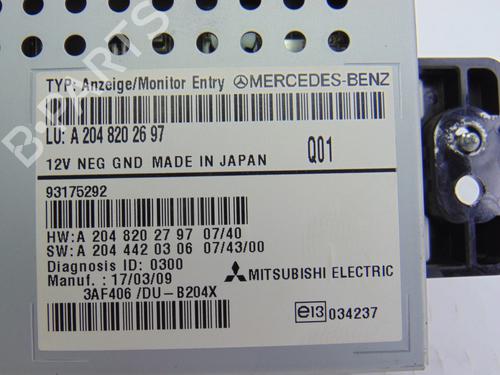 TYP: Anzeige/Monitor Entry MERCEDES-BENZ
LU: A 204 820 26 97
12V NEG GND MADE IN JAPAN Q01
93175292
HW: A 204 820 27 97 07/40
SW: A 204 442 03 06 07/43/00
Diagnosis ID: 0300
Manuf. : 17/03/09
MITSUBISHI ELECTRIC
3AF406 /DU-B204X
e13 034237
B-PARTS